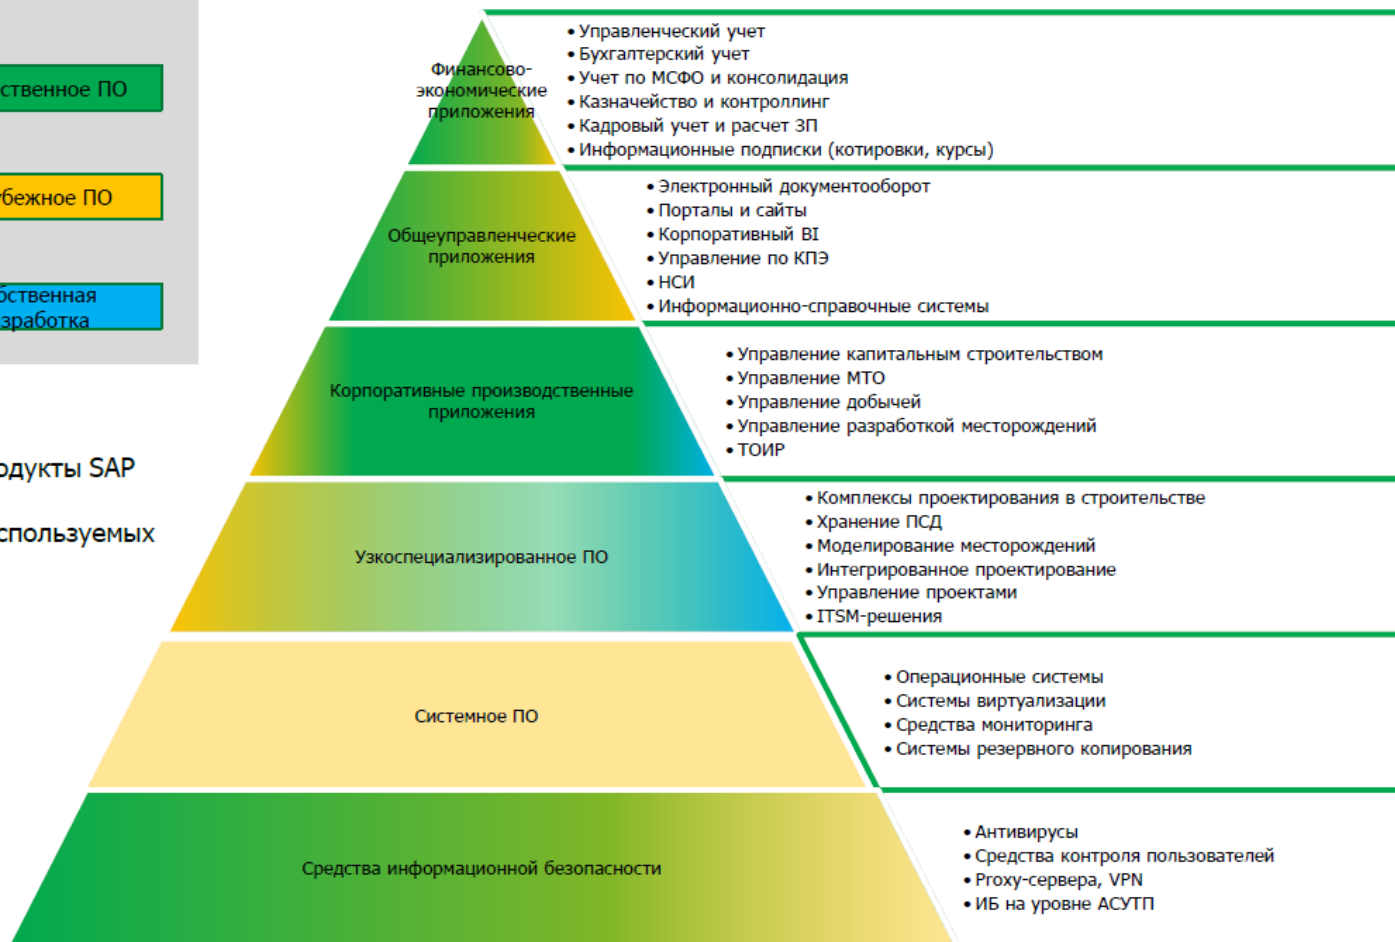 ственное ПО
бежное ПО
бственная
зработка
одукты SAP
спользуемых
Финансово-
экономические
приложения
• Управленческий учет
• Бухгалтерский учет
• Учет по МСФО и консолидация
• Казначейство и контроллинг
• Кадровый учет и расчет ЗП
• Информационные подписки (котировки, курсы)
Общеуправленческие
приложения
• Электронный документооборот
• Порталы и сайты
• Корпоративный BI
• Управление по КПЭ
• НСИ
• Информационно-справочные системы
Корпоративные производственные
приложения
• Управление капитальным строительством
• Управление МТО
• Управление добычей
• Управление разработкой месторождений
• ТОИР
Узкоспециализированное ПО
• Комплексы проектирования в строительстве
• Хранение ПСД
• Моделирование месторождений
• Интегрированное проектирование
• Управление проектами
• ITSM-решения
Системное ПО
• Операционные системы
• Системы виртуализации
• Средства мониторинга
• Системы резервного копирования
Средства информационной безопасности
• Антивирусы
• Средства контроля пользователей
• Proxy-сервера, VPN
• ИБ на уровне АСУТП